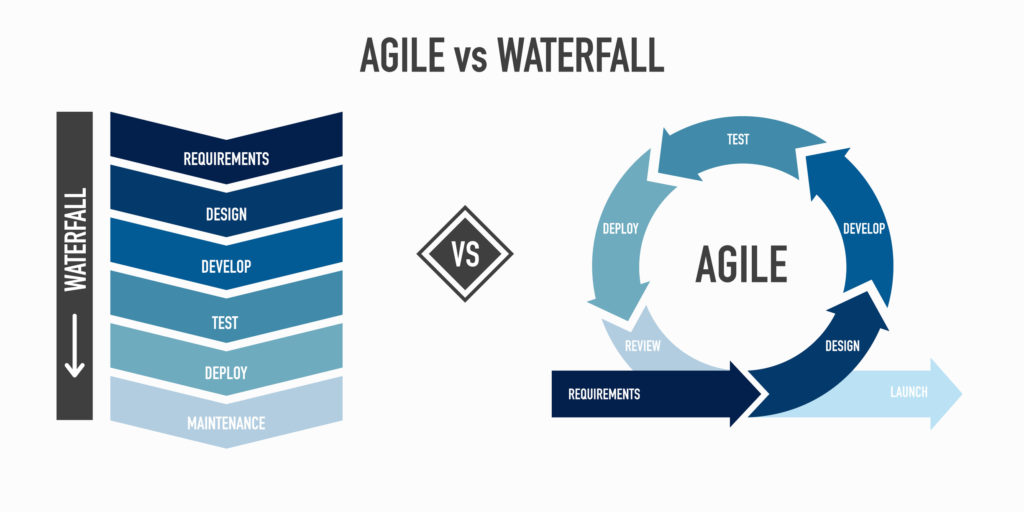 AGILE vs WATERFALL
WATERFALL
REQUIREMENTS
DESIGN
DEVELOP
TEST
DEPLOY
MAINTENANCE
VS
TEST
DEPLOY
DEVELOP
AGILE
REVIEW
DESIGN
REQUIREMENTS
LAUNCH